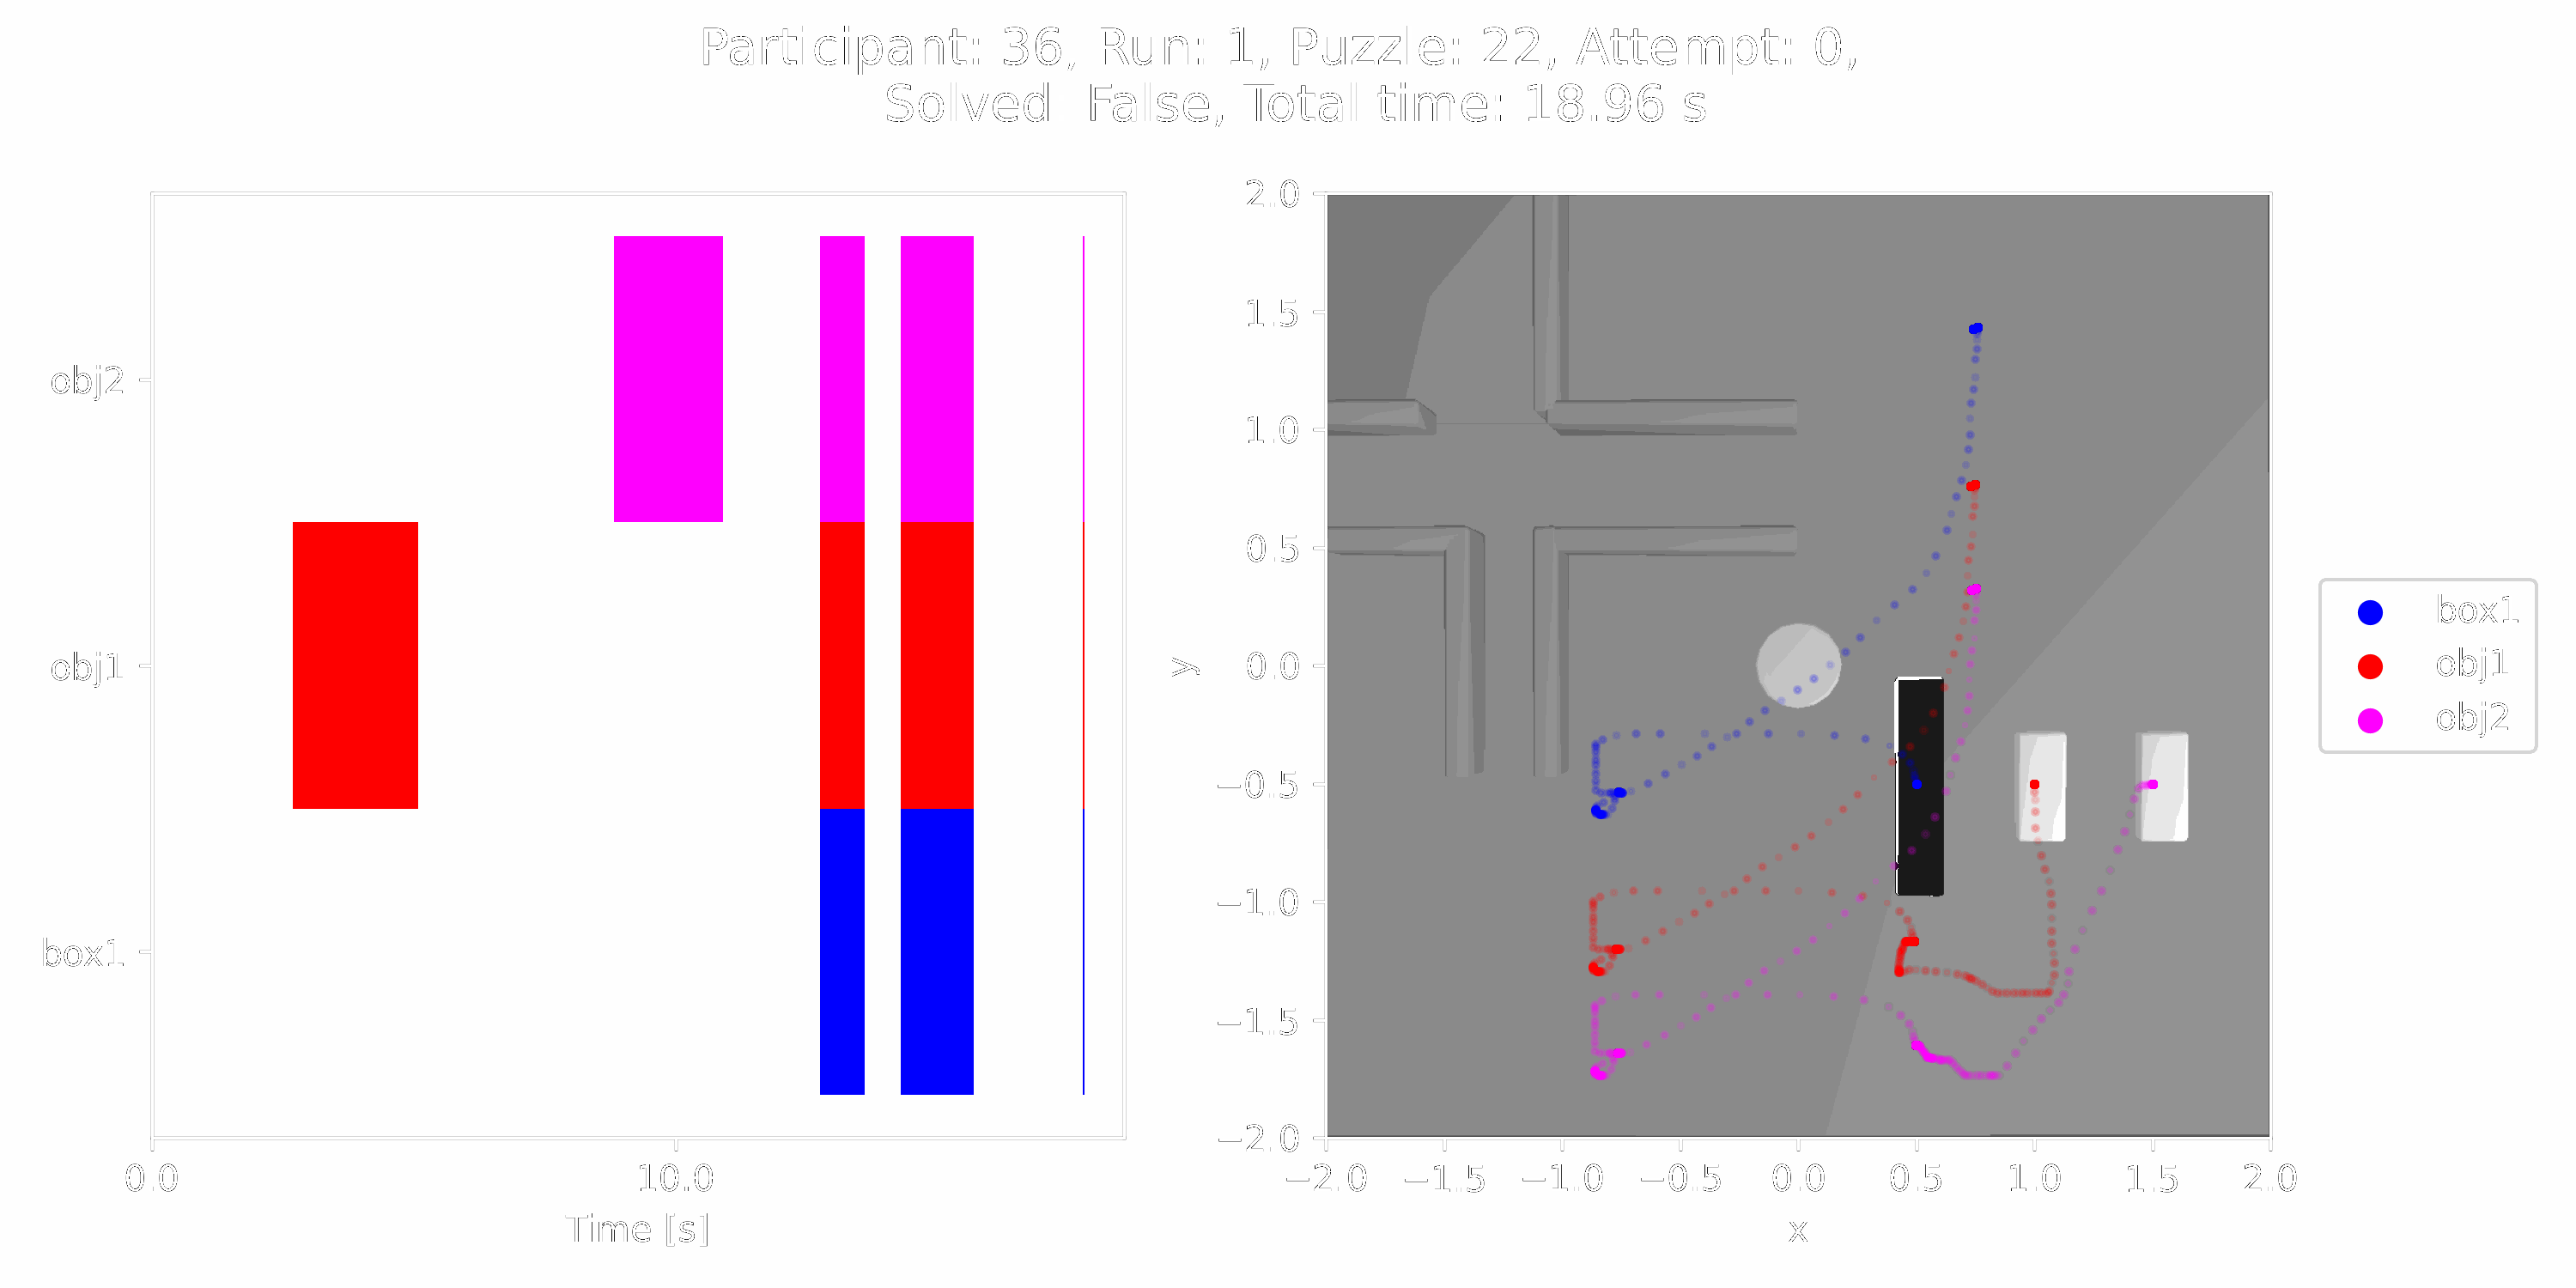 Participant: 36, Run: 1, Puzzle: 22, Attempt: 0,
Solved False, Total time: 18.96 s
obj2
obj1
box1
0.0
10.0
Time [s]
2.0
1.5
1.0
0.5
0.0
−0.5
−1.0
−1.5
−2.0
y
−2.0
−1.5
−1.0
−0.5
0.0
0.5
1.0
1.5
2.0
x
box1
obj1
obj2